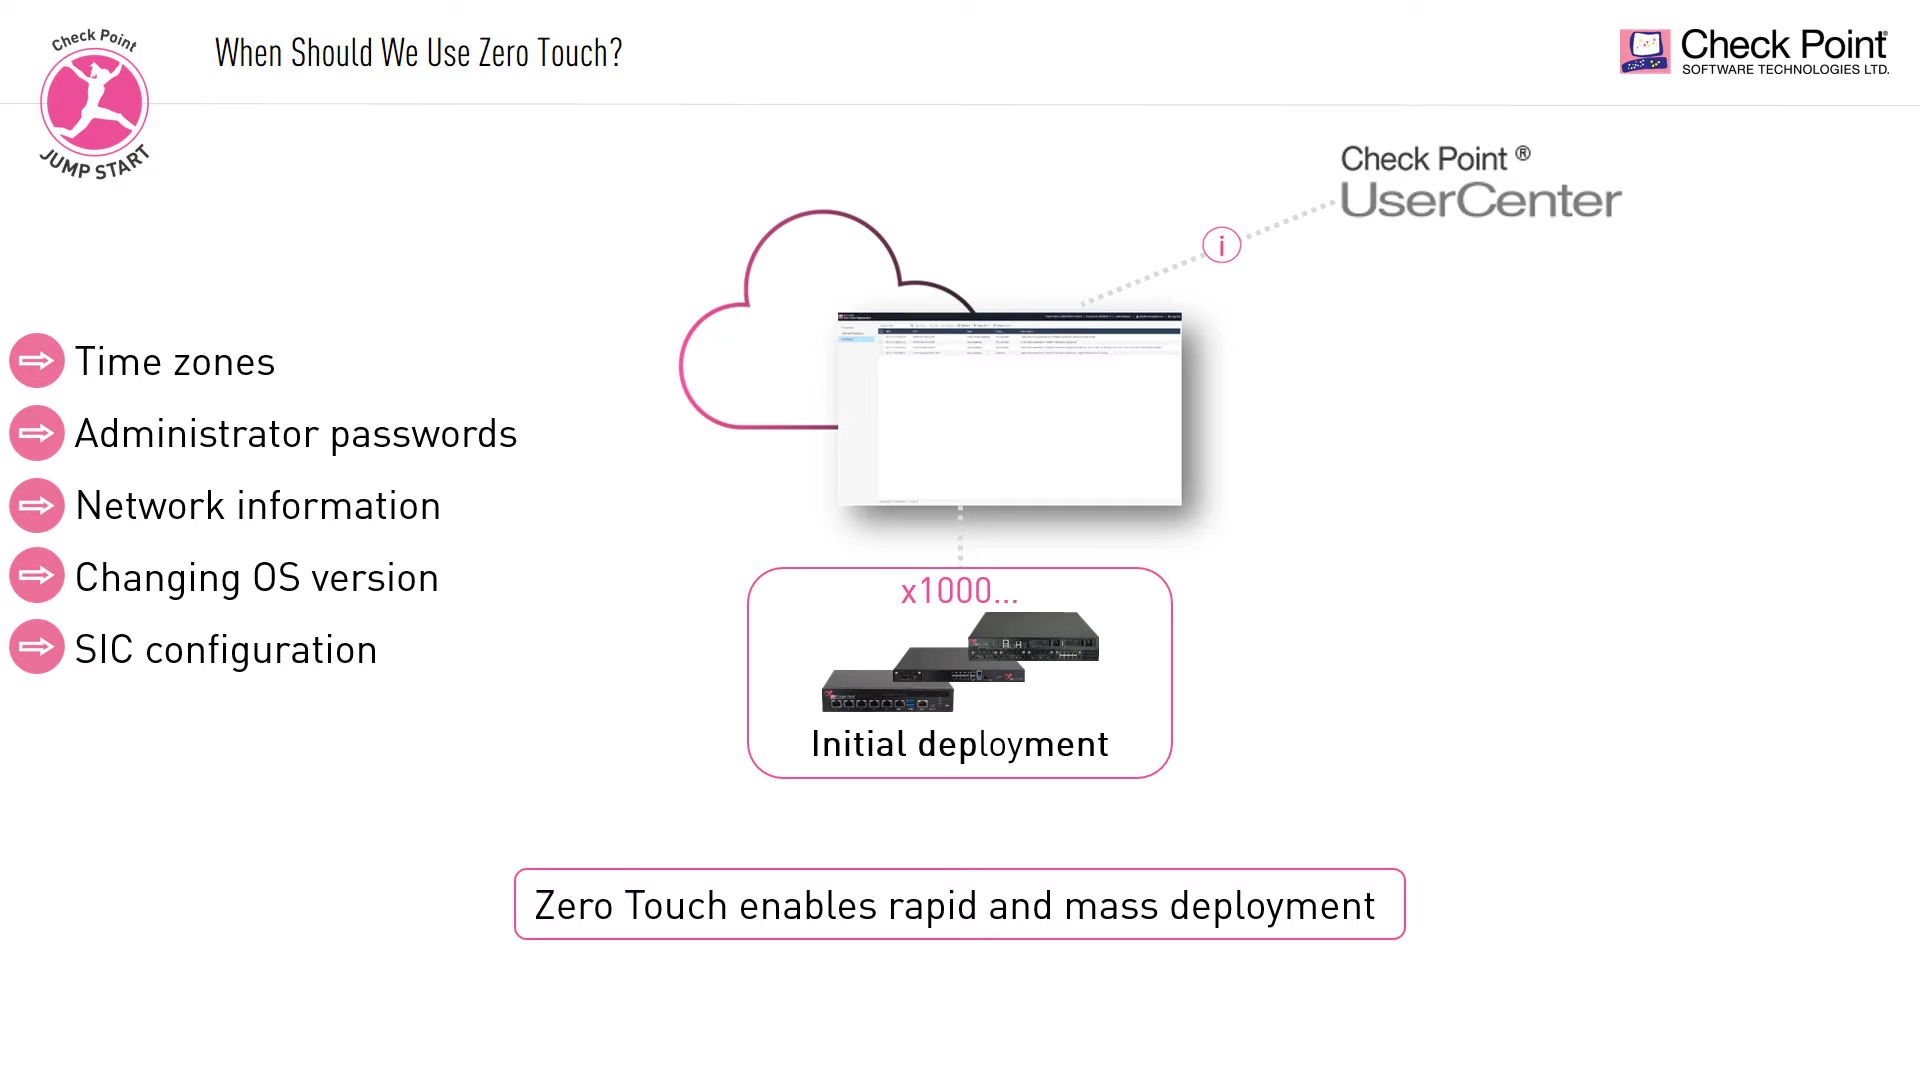 Check Point
JUMP START
When Should We Use Zero Touch?
Check Point
SOFTWARE TECHNOLOGIES LTD.
Check Point ®
UserCenter
i
Time zones
Administrator passwords
Network information
Changing OS version
SIC configuration
x1000...
Initial deployment
Zero Touch enables rapid and mass deployment